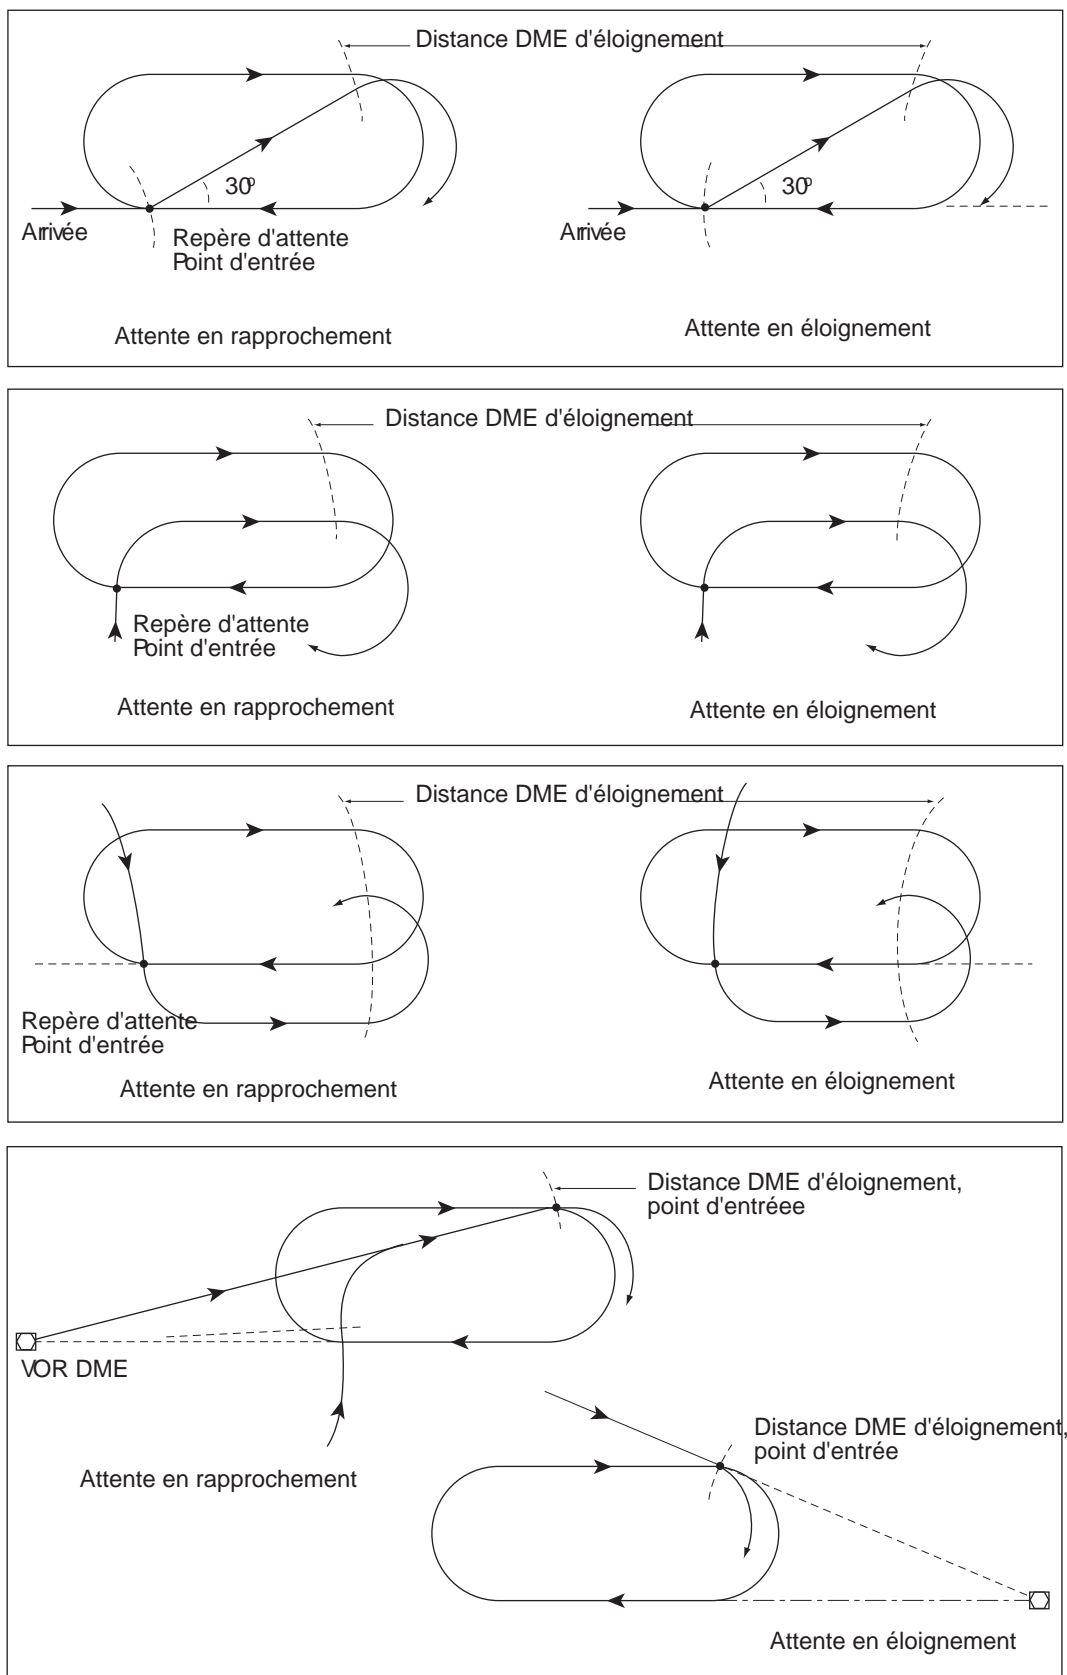 Distance DME d'éloignement
30º
30º
Arrivée
Arrivée
Repère d'attente
Point d'entrée
Attente en rapprochement
Attente en éloignement
Distance DME d'éloignement
Repère d'attente
Point d'entrée
Attente en rapprochement
Attente en éloignement
Distance DME d'éloignement
Repère d'attente
Point d'entrée
Attente en rapprochement
Attente en éloignement
Distance DME d'éloignement,
point d'entréee
VOR DME
Attente en rapprochement
Distance DME d'éloignement,
point d'entrée
Attente en éloignement